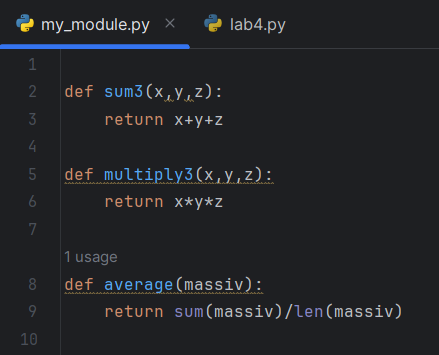 my_module.py × lab4.py
1
2 def sum3(x,y,z):
3     return x+y+z
4
5 def multiply3(x,y,z):
6     return x*y*z
7
1 usage
8 def average(massiv):
9     return sum(massiv)/len(massiv)
10